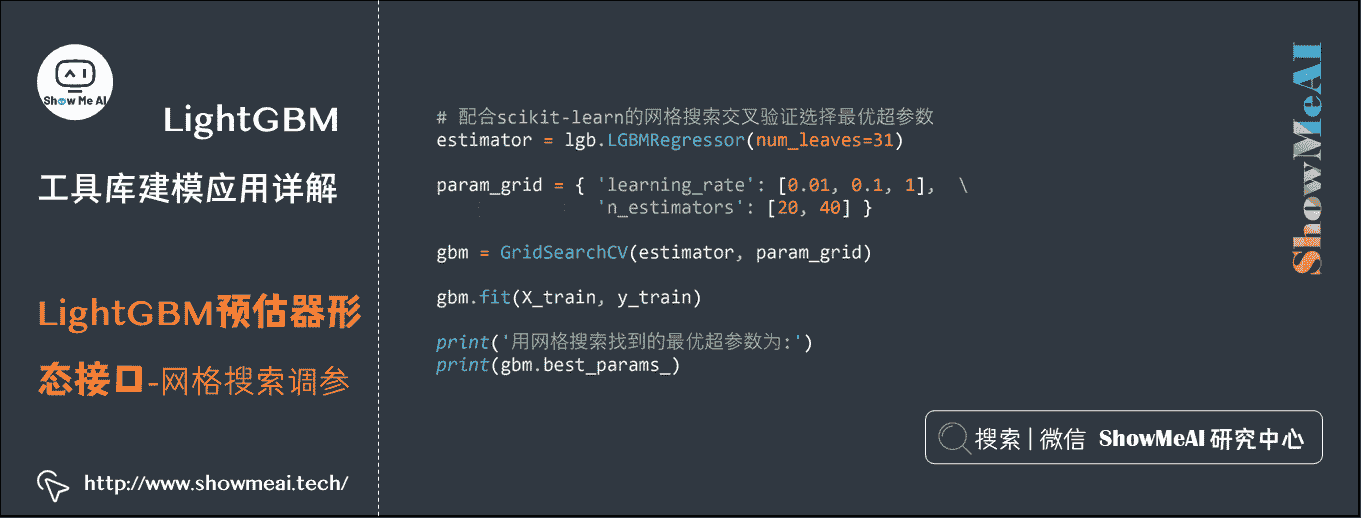 Show Me AI
LightGBM
工具库建模应用详解
LightGBM预估器形
态接口-网格搜索调参
http://www.showmeai.tech/
# 配合scikit-learn的网格搜索交叉验证选择最优超参数
estimator = lgb.LGBMRegressor(num_leaves=31)
param_grid = { 'learning_rate': [0.01, 0.1, 1], \
'n_estimators': [20, 40] }
gbm = GridSearchCV(estimator, param_grid)
gbm.fit(X_train, y_train)
print('用网格搜索找到的最优超参数为:')
print(gbm.best_params_)
ShowMeAI
搜索 | 微信 ShowMeAI 研究中心